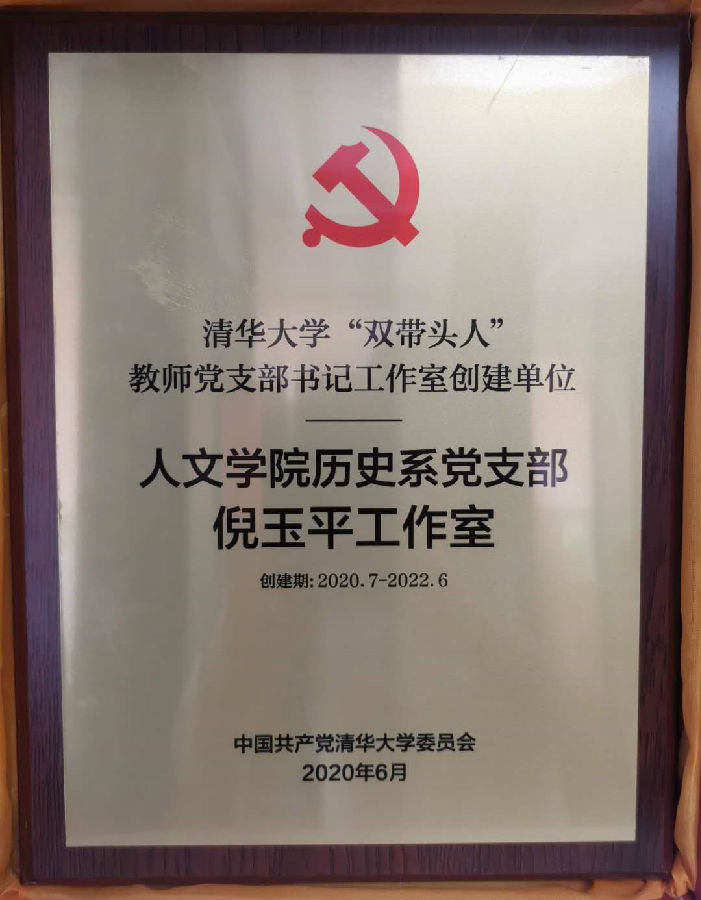 清华大学“双带头人”
教师党支部书记工作室创建单位
人文学院历史系党支部
倪玉平工作室
创建期: 2020.7-2022.6
中国共产党清华大学委员会
2020年6月